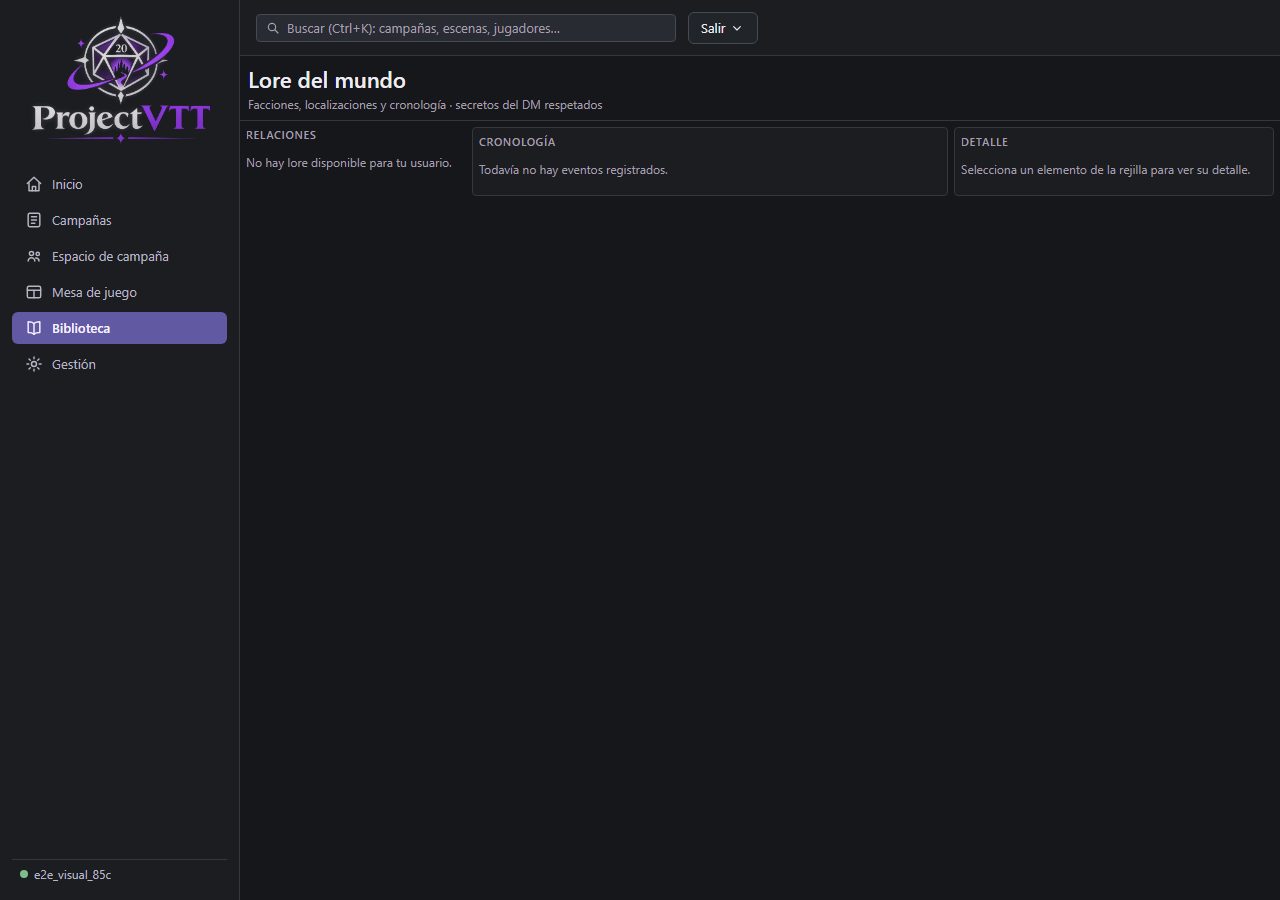 20
ProjectVTT
Inicio
Campañas
Espacio de campaña
Mesa de juego
Biblioteca
Gestión
e2e_visual_85c
Buscar (Ctrl+K): campañas, escenas, jugadores...
Salir
Lore del mundo
Facciones, localizaciones y cronología · secretos del DM respetados
RELACIONES
No hay lore disponible para tu usuario.
CRONOLOGÍA
Todavía no hay eventos registrados.
DETALLE
Selecciona un elemento de la rejilla para ver su detalle.